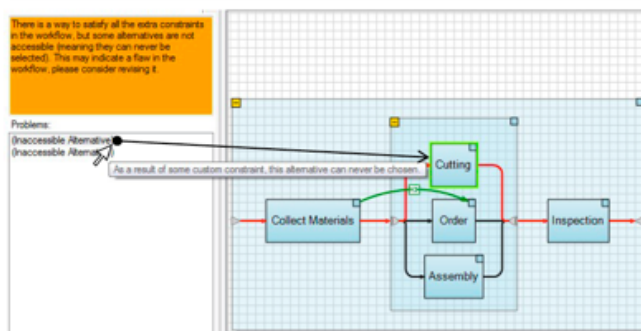 There is a way to satisfy all the extra constraints
in the workflow, but some alternatives are not
accessible (meaning they can never be
selected). This may indicate a flaw in the
workflow, please consider revising it.
Problems:
(Inaccessible Alternative)
(Inaccessible Alternative)
As a result of some custom constraint, this alternative can never be chosen.
Cutting
Collect Materials
Order
Inspection
Assembly